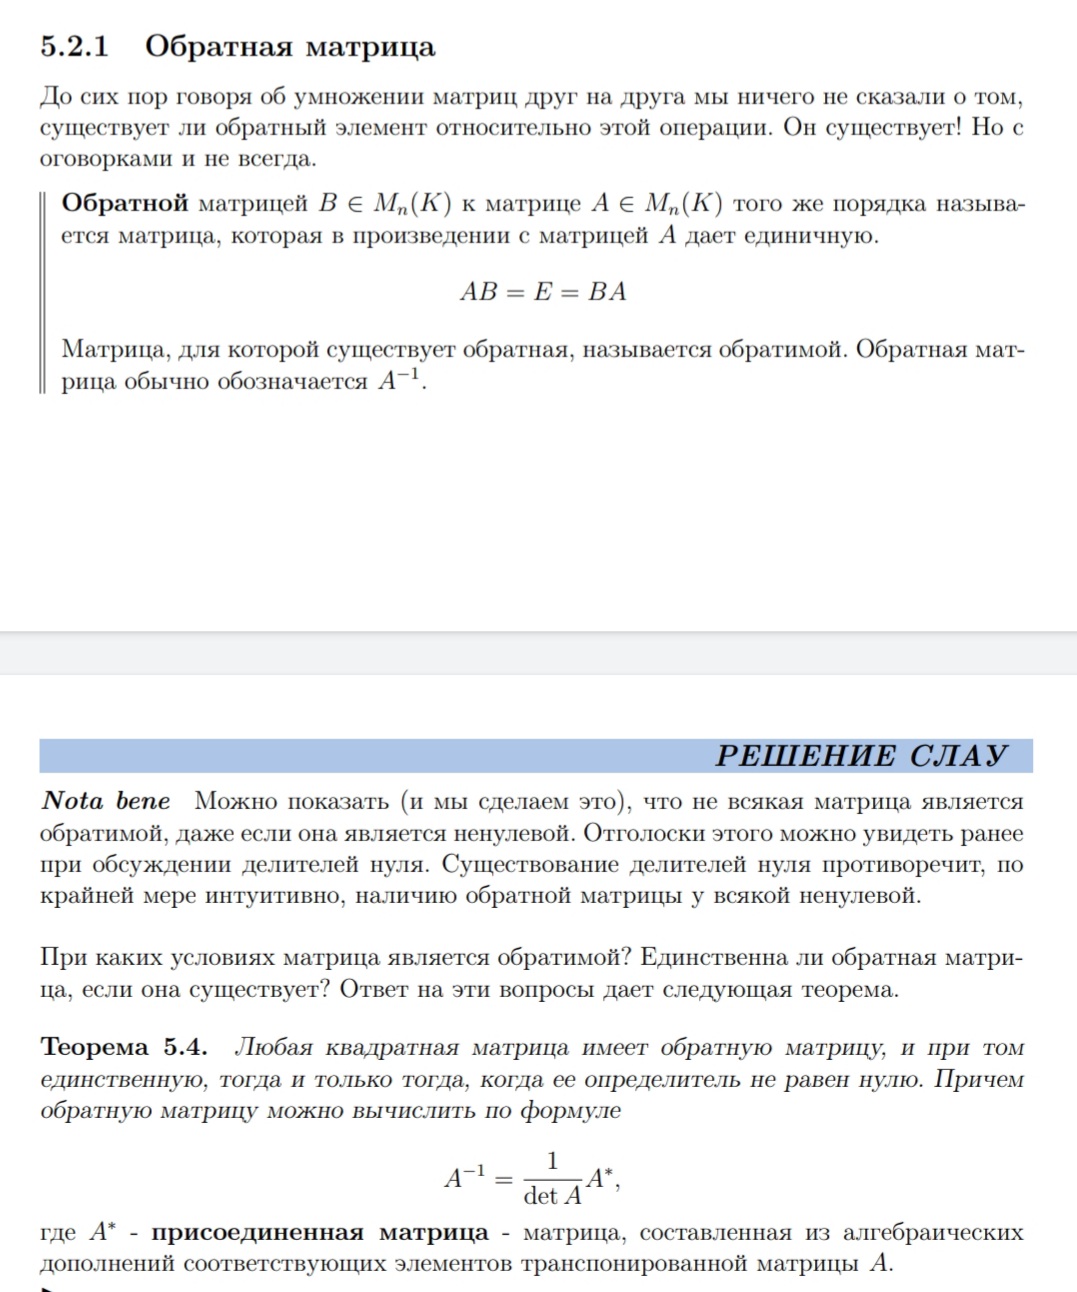 5.2.1 Обратная матрица
До сих пор говоря об умножении матриц друг на друга мы ничего не сказали о том,
существует ли обратный элемент относительно этой операции. Он существует! Но с
оговорками и не всегда.
Обратной матрицей B ∈ Mₙ(K) к матрице A ∈ Mₙ(K) того же порядка называ-
ется матрица, которая в произведении с матрицей A дает единичную.
AB = E = BA
Матрица, для которой существует обратная, называется обратимой. Обратная мат-
рица обычно обозначается A⁻¹.
РЕШЕНИЕ СЛАУ
Nota bene Можно показать (и мы сделаем это), что не всякая матрица является
обратимой, даже если она является ненулевой. Отголоски этого можно увидеть ранее
при обсуждении делителей нуля. Существование делителей нуля противоречит, по
крайней мере интуитивно, наличию обратной матрицы у всякой ненулевой.
При каких условиях матрица является обратимой? Единственна ли обратная матри-
ца, если она существует? Ответ на эти вопросы дает следующая теорема.
Теорема 5.4. Любая квадратная матрица имеет обратную матрицу, и при том
единственную, тогда и только тогда, когда ее определитель не равен нулю. Причем
обратную матрицу можно вычислить по формуле
A⁻¹ = 1/det A A*,
где A* - присоединенная матрица - матрица, составленная из алгебраических
дополнений соответствующих элементов транспонированной матрицы A.